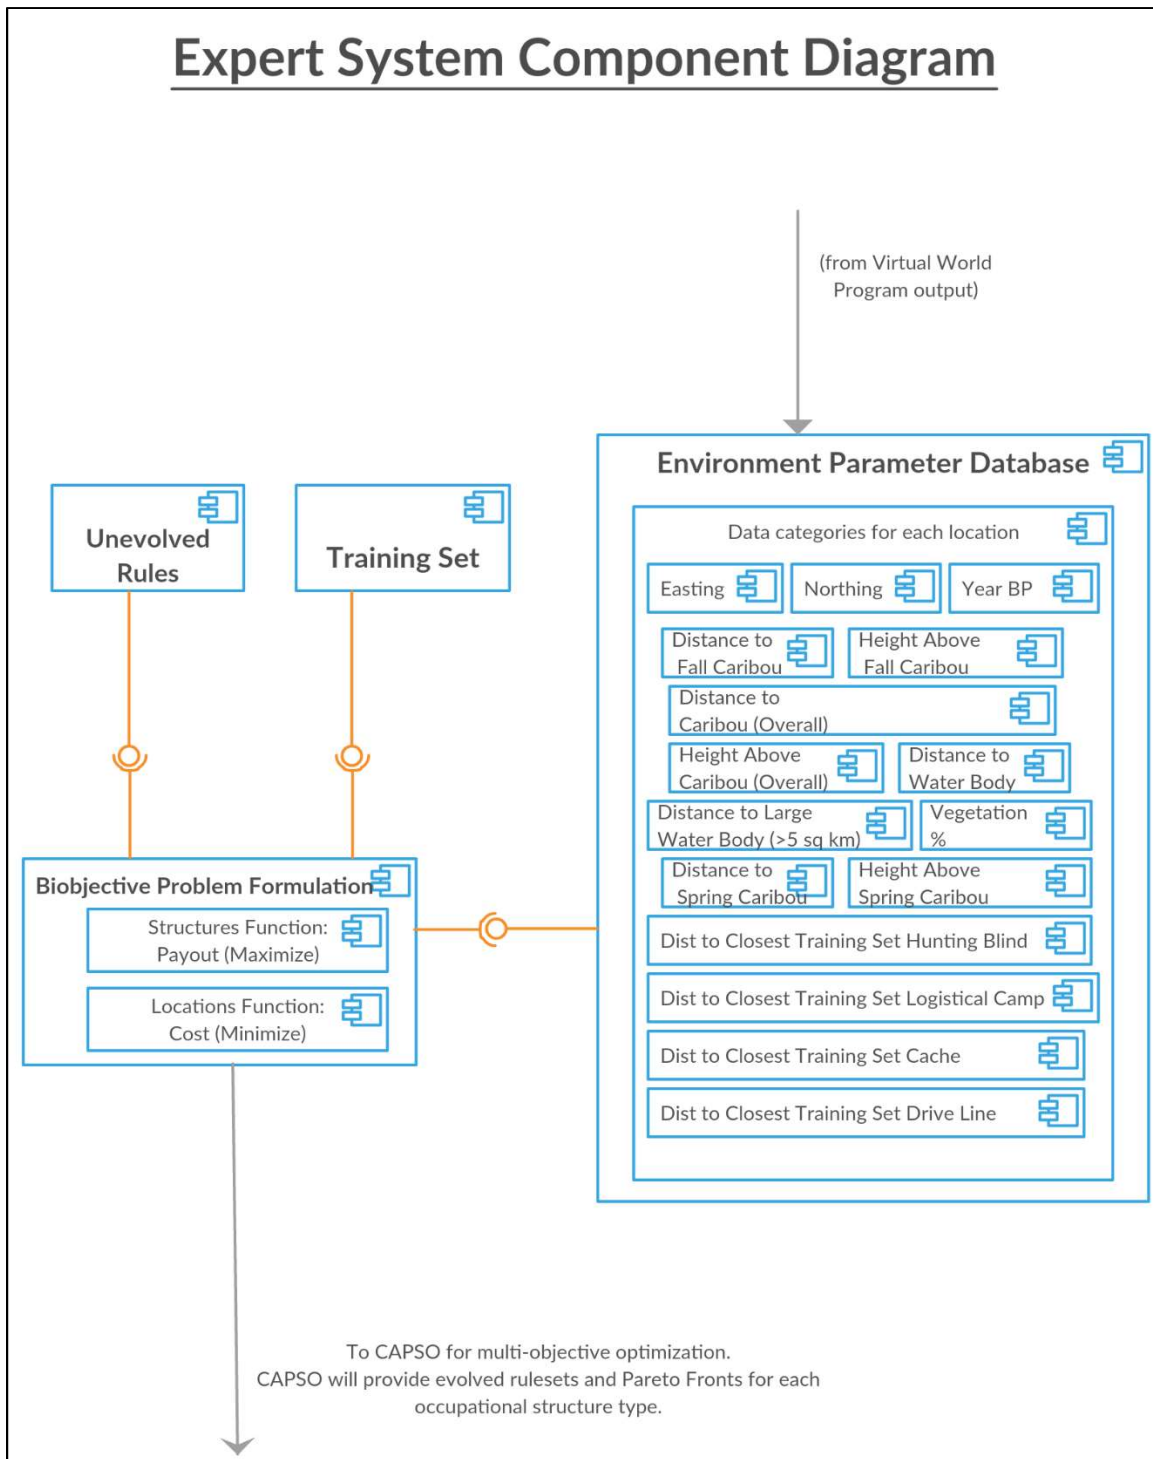 Expert System Component Diagram
(from Virtual World
Program output)
Unevolved
Rules
Training Set
Environment Parameter Database
Data categories for each location
Easting
Northing
Year BP
Distance to
Fall Caribou
Height Above
Fall Caribou
Distance to
Caribou (Overall)
Height Above
Caribou (Overall)
Distance to
Water Body
Distance to Large
Water Body (>5 sq km)
Vegetation
%
Distance to
Spring Caribou
Height Above
Spring Caribou
Dist to Closest Training Set Hunting Blind
Dist to Closest Training Set Logistical Camp
Dist to Closest Training Set Cache
Dist to Closest Training Set Drive Line
Biobjective Problem Formulation
Structures Function:
Payout (Maximize)
Locations Function:
Cost (Minimize)
To CAPSO for multi-objective optimization.
CAPSO will provide evolved rulesets and Pareto Fronts for each
occupational structure type.